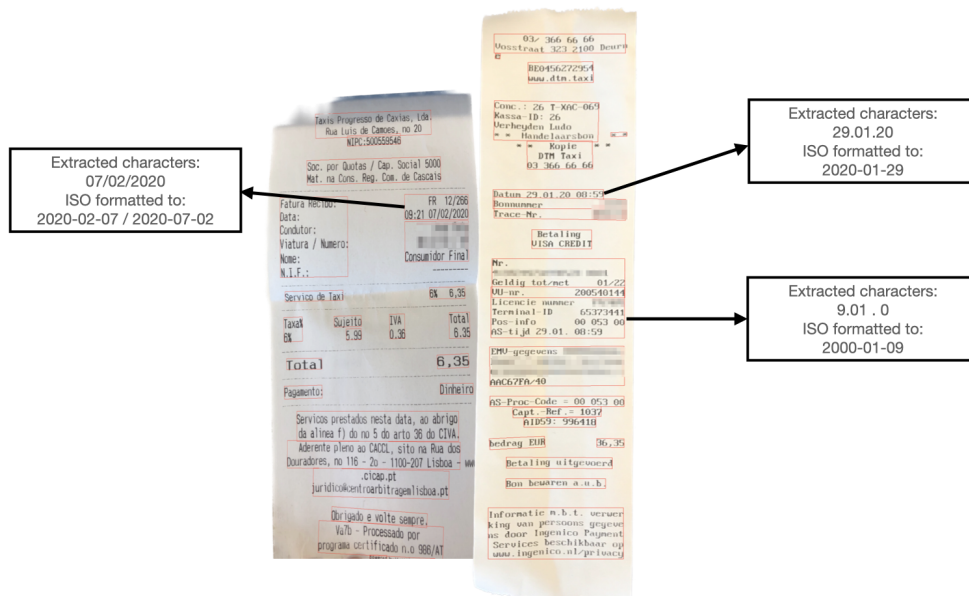 Extracted characters:
07/02/2020
ISO formatted to:
2020-02-07 / 2020-07-02
Taxis Progresso de Caxias, Lda.
Rua Luis de Camoes, no 20
NIPC:500559546
Soc. por Quotas / Cap. Social 5000
Mat. na Cons. Reg. Com. de Cascais
Fatura Recibo: FR 12/266
Data: 09:21 07/02/2020
Condutor:
Viatura / Numero:
Nome: Consumidor Final
N.I.F.: ---------
Servico de Taxi 6% 6,35
Taxa% Sujeito IVA Total
6% 5.99 0.36 6.35
Total 6,35
Pagamento: Dinheiro
Servicos prestados nesta data, ao abrigo
da alinea f) do no 5 do arto 36 do CIVA.
Aderente pleno ao CACCL, sito na Rua dos
Douradores, no 116 - 2o - 1100-207 Lisboa - ww
.cicap.pt
juridico@centroarbitragemlisboa.pt
Obrigado e volte sempre.
Va7b - Processado por
programa certificado n.o 986/AT
03/ 366 66 66
Vosstraat 323 2100 Deurn
e
BE0456272954
www.dtm.taxi
Conc.: 26 T-XAC-069
Kassa-ID: 26
Verheyden Ludo
* * Handelaarsbon * *
* * Kopie * *
DTM Taxi
03 366 66 66
Datum 29.01.20 08:59
Bonnummer
Trace-Nr.
Betaling
VISA CREDIT
Nr.
Geldig tot/met 01/22
VU-nr. 200540144
Licencie nummer
Terminal-ID 65373441
Pos-info 00 053 00
AS-tijd 29.01. 08:59
EMV-gegevens
AAC67FA/40
AS-Proc-Code = 00 053 00
Capt.-Ref.= 1037
AID59: 996418
bedrag EUR 36,35
Betaling uitgevoerd
Bon bewaren a.u.b.
Informatie m.b.t. verwer
king van persoons gegeve
ns door Ingenico Payment
Services beschikbaar op
www.ingenico.nl/privacy
Extracted characters:
29.01.20
ISO formatted to:
2020-01-29
Extracted characters:
9.01 . 0
ISO formatted to:
2000-01-09